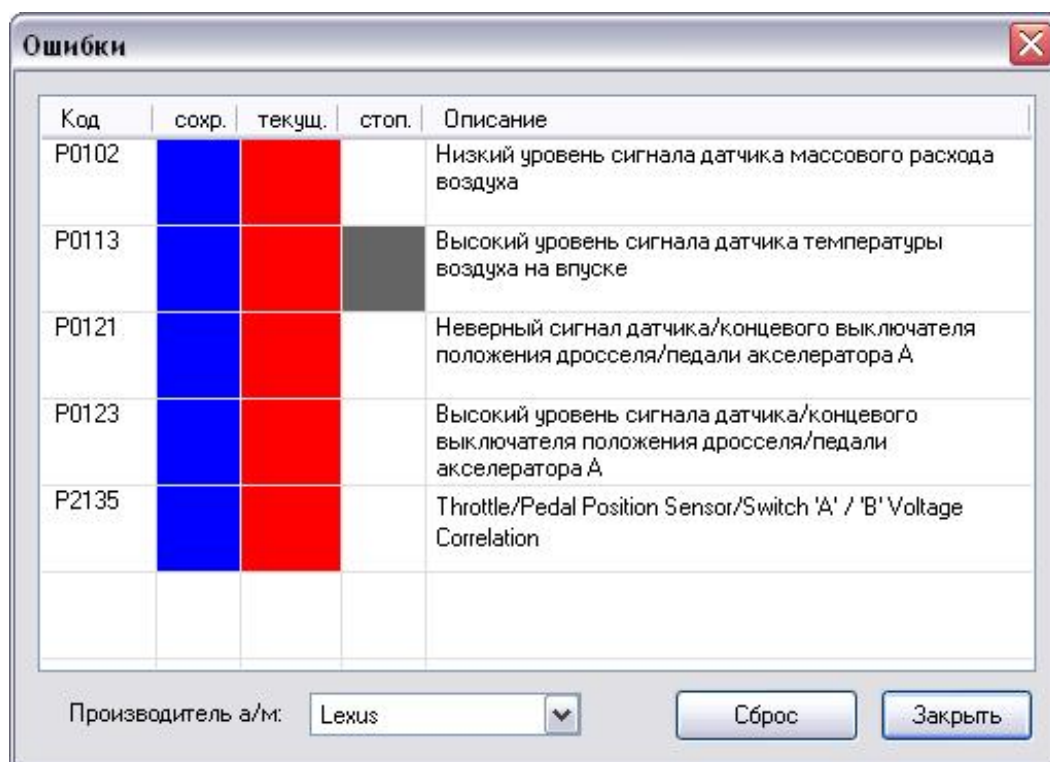 Ошибки
Код сохр. текущ. стоп. Описание
P0102 Низкий уровень сигнала датчика массового расхода
воздуха
P0113 Высокий уровень сигнала датчика температуры
воздуха на впуске
P0121 Неверный сигнал датчика/концевого выключателя
положения дросселя/педали акселератора А
P0123 Высокий уровень сигнала датчика/концевого
выключателя положения дросселя/педали
акселератора А
P2135 Throttle/Pedal Position Sensor/Switch 'A' / 'B' Voltage
Correlation
Производитель а/м: Lexus Сброс Закрыть